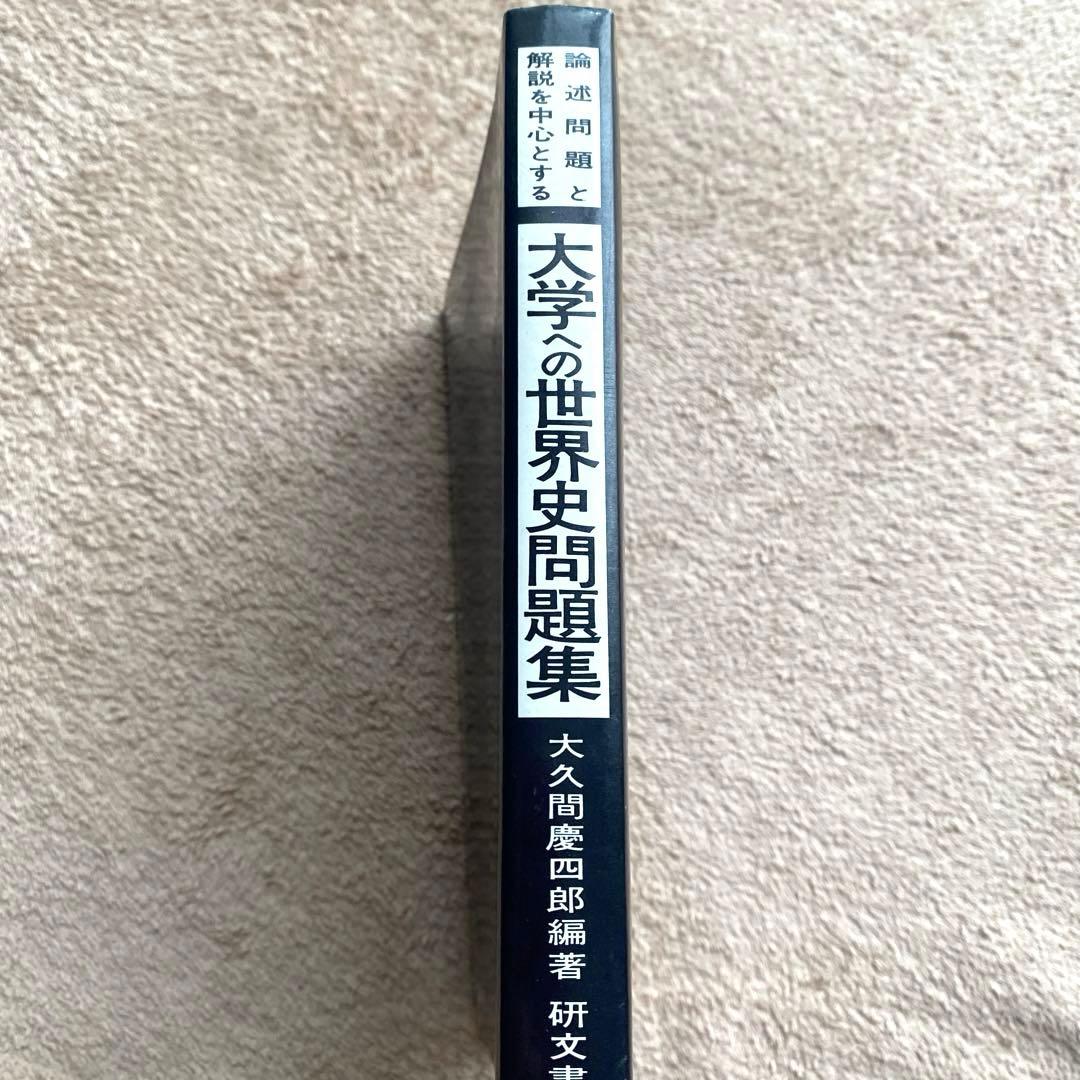 論述問題と
解説を中心とする
大学への世界史問題集
大久間慶四郎編著
研文書